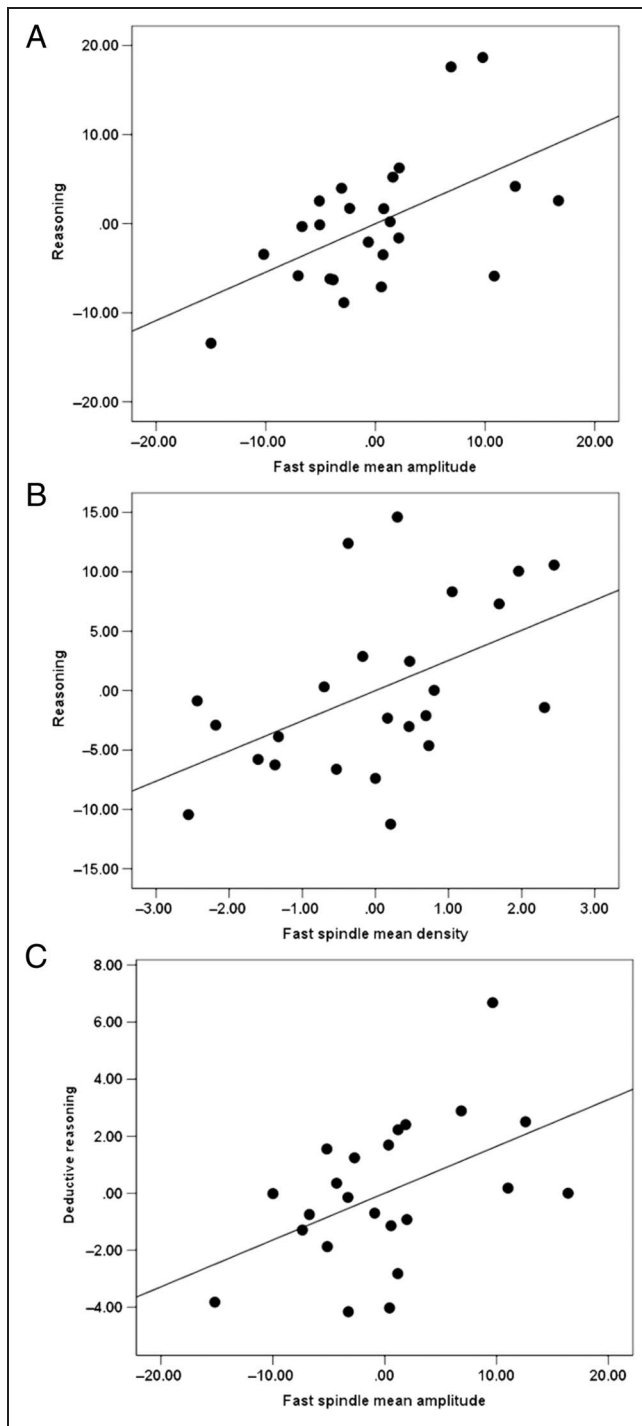 A
20.00
10.00
.00
−10.00
−20.00
Reasoning
−20.00 −10.00 .00 10.00 20.00
Fast spindle mean amplitude
B
15.00
10.00
5.00
.00
−5.00
−10.00
−15.00
Reasoning
−3.00 −2.00 −1.00 .00 1.00 2.00 3.00
Fast spindle mean density
C
8.00
6.00
4.00
2.00
.00
−2.00
−4.00
Deductive reasoning
−20.00 −10.00 .00 10.00 20.00
Fast spindle mean amplitude